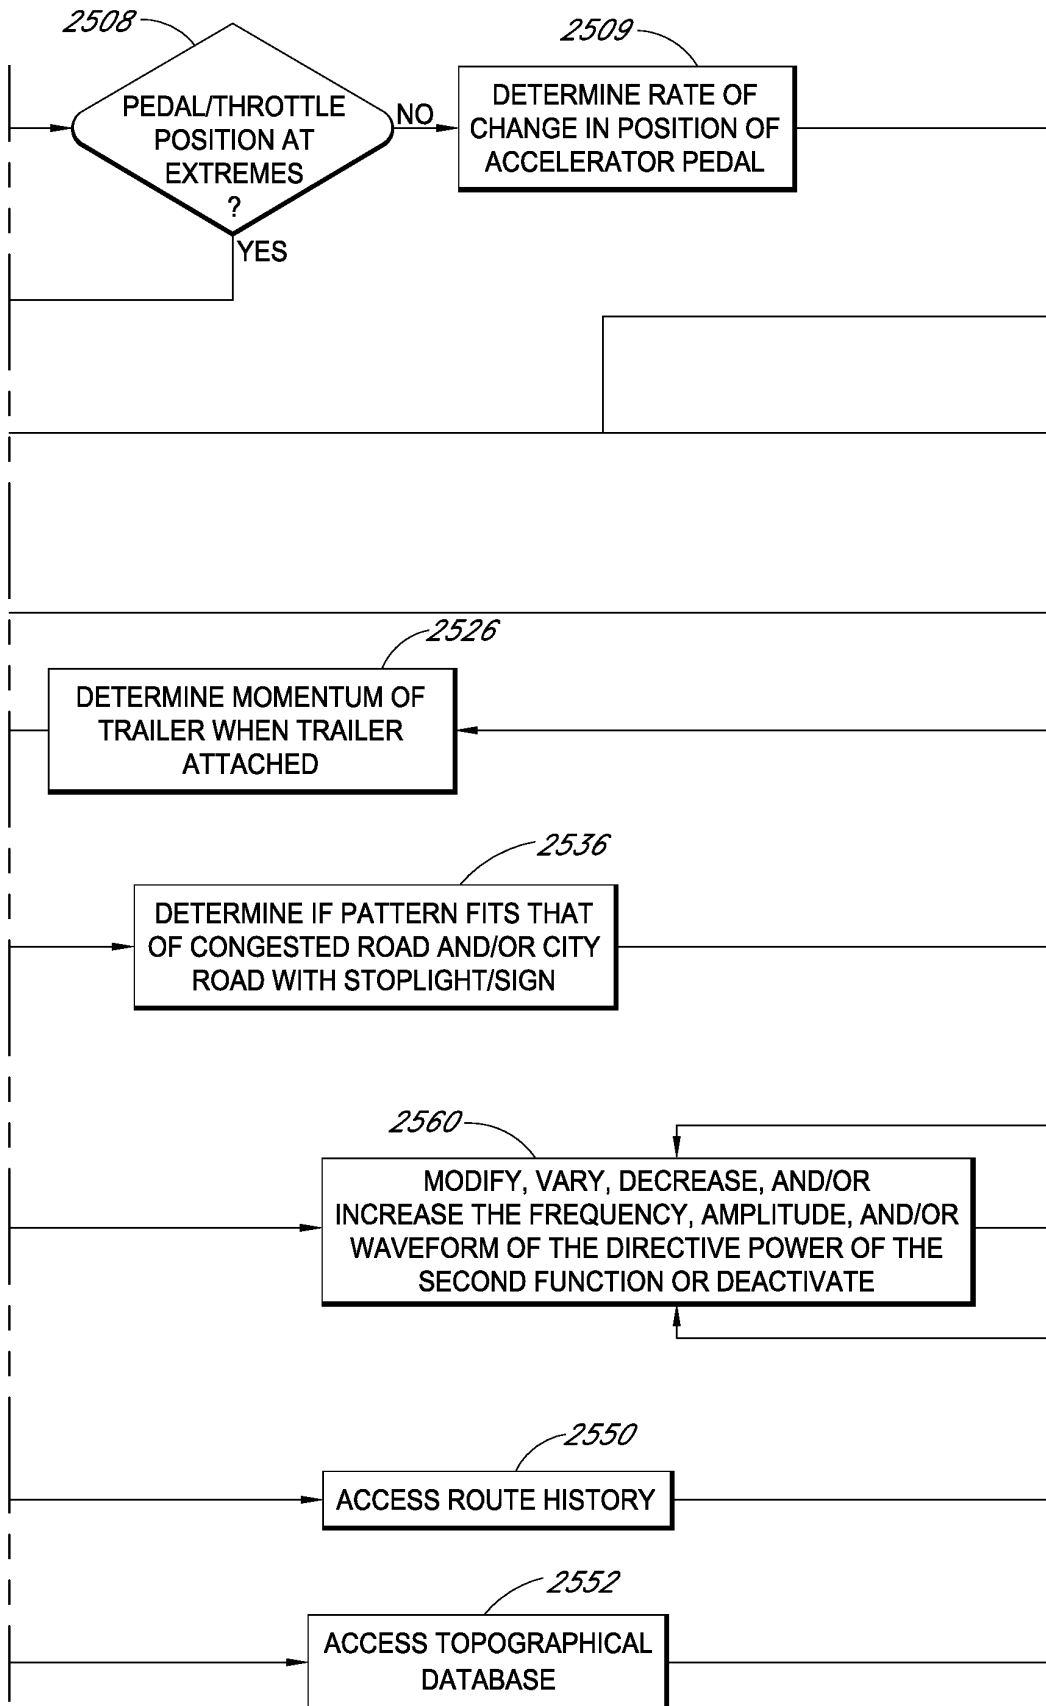 2508
PEDAL/THROTTLE
POSITION AT
EXTREMES
?
NO
YES
2509
DETERMINE RATE OF
CHANGE IN POSITION OF
ACCELERATOR PEDAL
2526
DETERMINE MOMENTUM OF
TRAILER WHEN TRAILER
ATTACHED
2536
DETERMINE IF PATTERN FITS THAT
OF CONGESTED ROAD AND/OR CITY
ROAD WITH STOPLIGHT/SIGN
2560
MODIFY, VARY, DECREASE, AND/OR
INCREASE THE FREQUENCY, AMPLITUDE, AND/OR
WAVEFORM OF THE DIRECTIVE POWER OF THE
SECOND FUNCTION OR DEACTIVATE
2550
ACCESS ROUTE HISTORY
2552
ACCESS TOPOGRAPHICAL
DATABASE